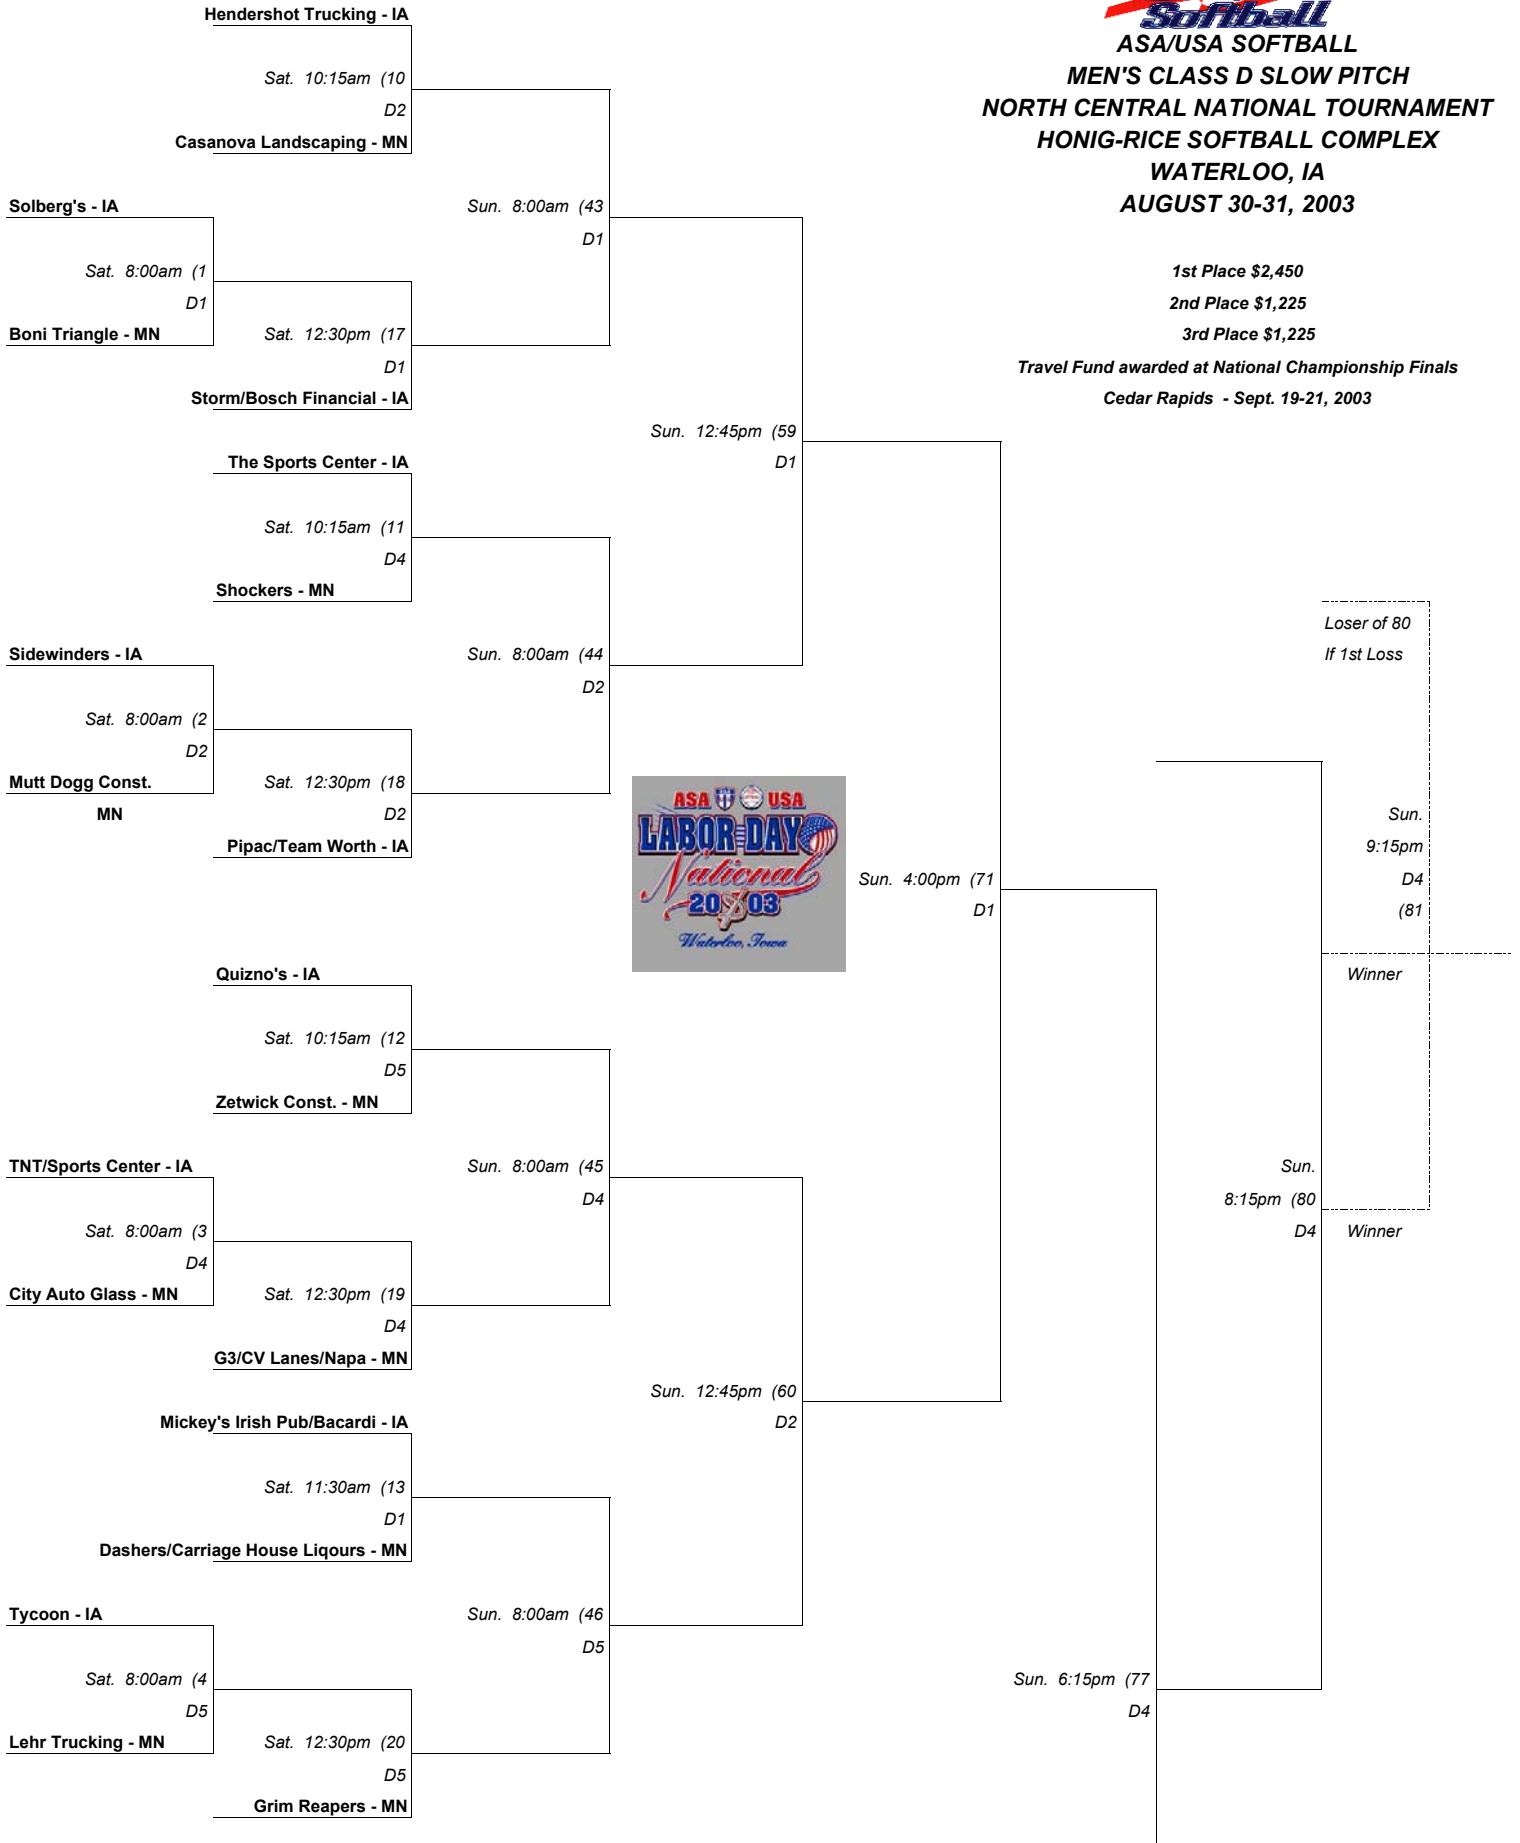 Softball
ASA/USA SOFTBALL
MEN'S CLASS D SLOW PITCH
NORTH CENTRAL NATIONAL TOURNAMENT
HONIG-RICE SOFTBALL COMPLEX
WATERLOO, IA
AUGUST 30-31, 2003
1st Place $2,450
2nd Place $1,225
3rd Place $1,225
Travel Fund awarded at National Championship Finals
Cedar Rapids - Sept. 19-21, 2003
Hendershot Trucking - IA
Sat. 10:15am (10
D2
Casanova Landscaping - MN
Solberg's - IA
Sun. 8:00am (43
D1
Sat. 8:00am (1
D1
Boni Triangle - MN
Sat. 12:30pm (17
D1
Storm/Bosch Financial - IA
Sun. 12:45pm (59
D1
The Sports Center - IA
Sat. 10:15am (11
D4
Shockers - MN
Sidewinders - IA
Sun. 8:00am (44
D2
Sat. 8:00am (2
D2
Mutt Dogg Const.
MN
Sat. 12:30pm (18
D2
Pipac/Team Worth - IA
ASA USA
LABOR DAY
National
2003
Waterloo, Iowa
Sun. 4:00pm (71
D1
Loser of 80
If 1st Loss
Sun.
9:15pm
D4
(81
Winner
Quizno's - IA
Sat. 10:15am (12
D5
Zetwick Const. - MN
TNT/Sports Center - IA
Sun. 8:00am (45
D4
Sun.
8:15pm (80
D4
Winner
Sat. 8:00am (3
D4
City Auto Glass - MN
Sat. 12:30pm (19
D4
G3/CV Lanes/Napa - MN
Sun. 12:45pm (60
D2
Mickey's Irish Pub/Bacardi - IA
Sat. 11:30am (13
D1
Dashers/Carriage House Liqours - MN
Tycoon - IA
Sun. 8:00am (46
D5
Sat. 8:00am (4
D5
Sun. 6:15pm (77
D4
Lehr Trucking - MN
Sat. 12:30pm (20
D5
Grim Reapers - MN